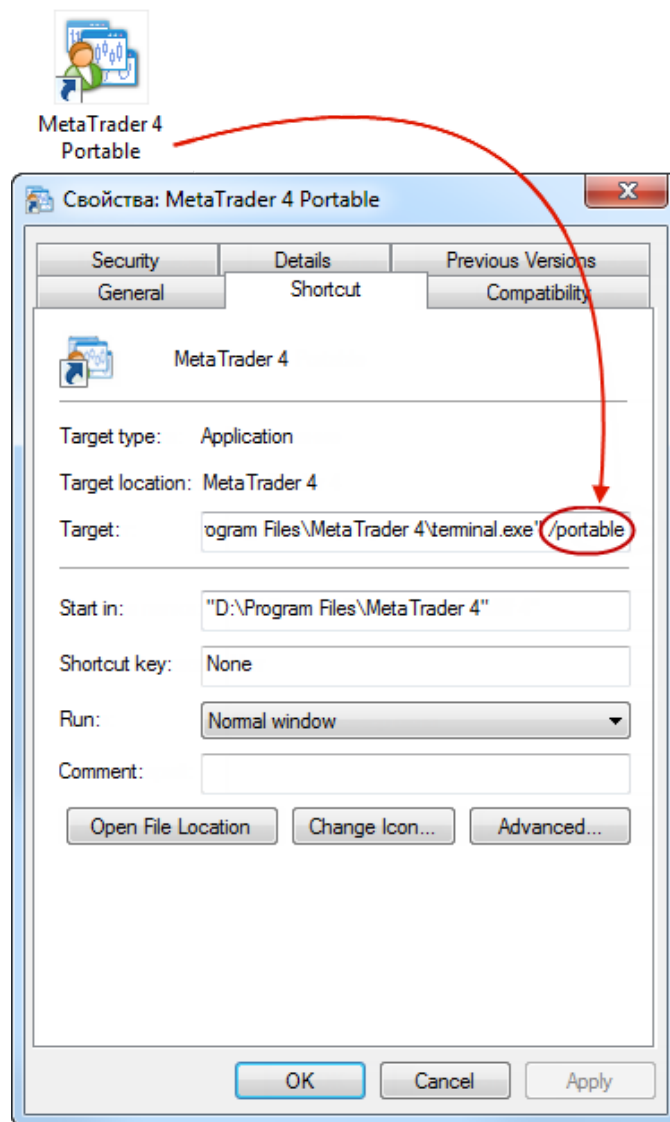 MetaTrader 4
Portable
Свойства: MetaTrader 4 Portable
Security Details Previous Versions
General Shortcut Compatibility
MetaTrader 4
Target type: Application
Target location: MetaTrader 4
Target: ogram Files\MetaTrader 4\terminal.exe" /portable
Start in: "D:\Program Files\MetaTrader 4"
Shortcut key: None
Run: Normal window
Comment:
Open File Location Change Icon... Advanced...
OK Cancel Apply